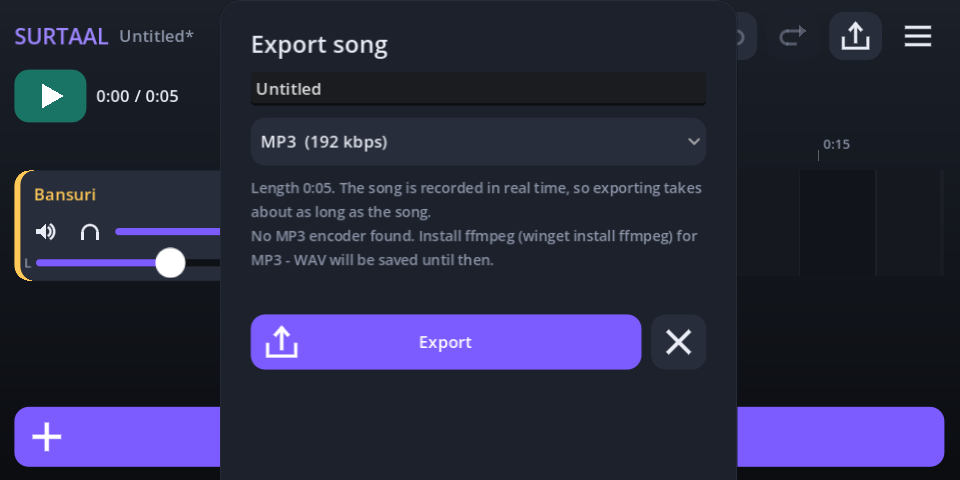 SURTAAL Untitled*
0:00 / 0:05
0:15
Bansuri
L
Export song
Untitled
MP3 (192 kbps)
Length 0:05. The song is recorded in real time, so exporting takes
about as long as the song.
No MP3 encoder found. Install ffmpeg (winget install ffmpeg) for
MP3 - WAV will be saved until then.
Export